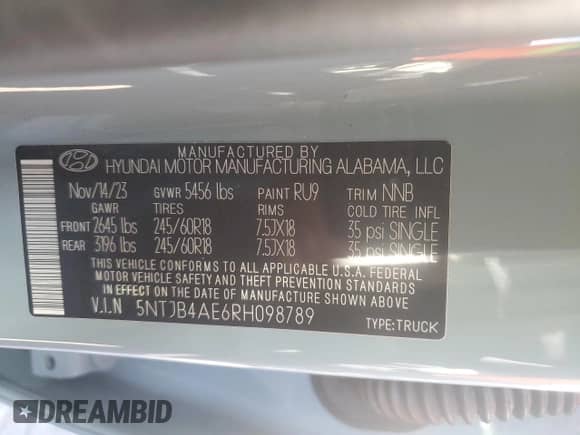 MANUFACTURED BY
HYUNDAI MOTOR MANUFACTURING ALABAMA, LLC
Nov/14/23 GVWR 5456 lbs PAINT RU9 TRIM NNB
GAWR TIRES RIMS COLD TIRE INFL
FRONT 2645 lbs 245/60R18 7.5JX18 35 psi SINGLE
REAR 3196 lbs 245/60R18 7.5JX18 35 psi SINGLE
THIS VEHICLE CONFORMS TO ALL APPLICABLE U.S.A. FEDERAL
MOTOR VEHICLE SAFETY AND THEFT PREVENTION STANDARDS
IN EFFECT ON THE DATE OF MANUFACTURE SHOWN ABOVE
V.I.N 5NTJB4AE6RH098789
TYPE:TRUCK
DREAMBID